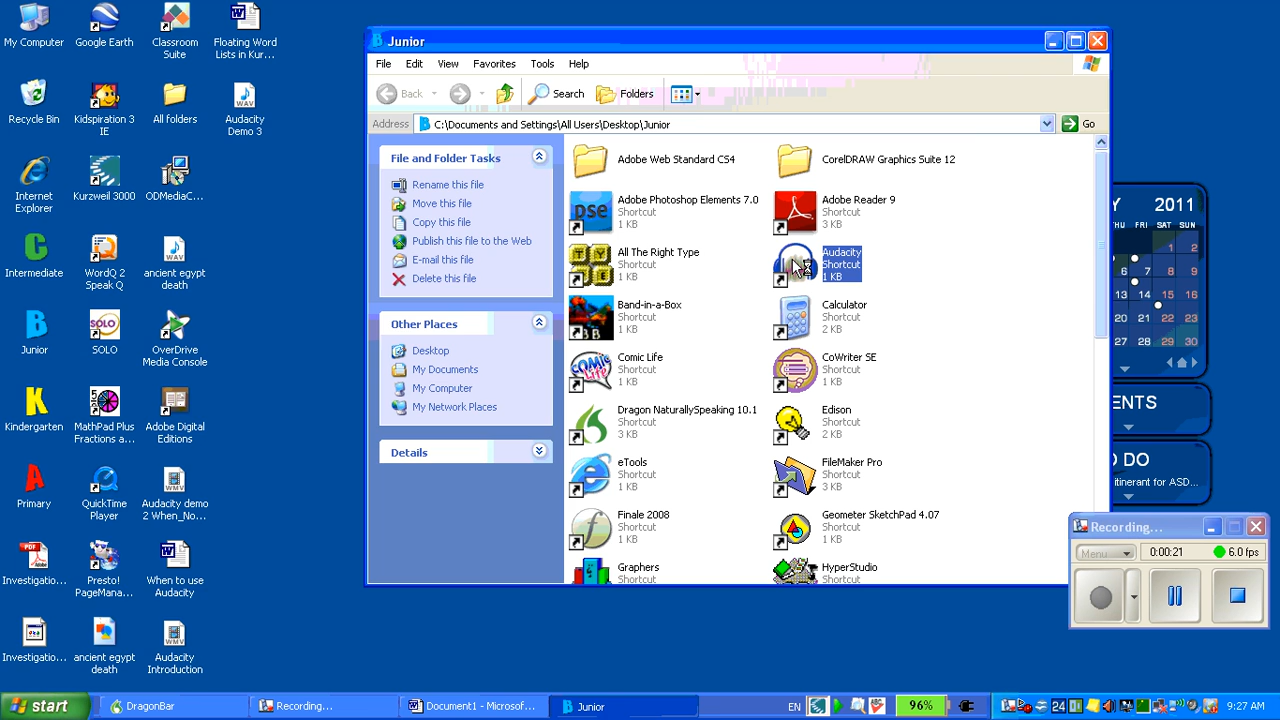 My Computer
Google Earth
Classroom
Suite
Floating Word
Lists in Kur...
Recycle Bin
Kidspiration 3
IE
All folders
Audacity
Demo 3
Internet
Explorer
Kurzweil 3000
ODMediaC...
Intermediate
WordQ 2
Speak Q
ancient egypt
death
Junior
SOLO
OverDrive
Media Console
Kindergarten
MathPad Plus
Fractions a...
Adobe Digital
Editions
Primary
QuickTime
Player
Audacity demo
2 When_No...
Investigatio...
Presto!
PageMana...
When to use
Audacity
Investigatio...
ancient egypt
death
Audacity
Introduction
Junior
File Edit View Favorites Tools Help
Back Search Folders
Address C:\Documents and Settings\All Users\Desktop\Junior Go
File and Folder Tasks
Rename this file
Move this file
Copy this file
Publish this file to the Web
E-mail this file
Delete this file
Other Places
Desktop
My Documents
My Computer
My Network Places
Details
Adobe Web Standard CS4
CorelDRAW Graphics Suite 12
Adobe Photoshop Elements 7.0
Shortcut
1 KB
Adobe Reader 9
Shortcut
1 KB
All The Right Type
Shortcut
1 KB
Audacity
Shortcut
1 KB
Band-in-a-Box
Shortcut
1 KB
Calculator
Shortcut
2 KB
Comic Life
Shortcut
1 KB
CoWriter SE
Shortcut
1 KB
Dragon NaturallySpeaking 10.1
Shortcut
3 KB
Edison
Shortcut
2 KB
eTools
Shortcut
1 KB
FileMaker Pro
Shortcut
3 KB
Finale 2008
Shortcut
1 KB
Geometer SketchPad 4.07
Shortcut
1 KB
Graphers
Shortcut
HyperStudio
Shortcut
Y 2011
FRI SAT SUN
1 2
6 7 8 9
13 14 15 16
20 21 22 23
27 28 29 30
ENTS
O DO
itinerant for ASD...
Recording...
Menu 0:00:21 6.0 fps
start DragonBar Recording... Document1 - Microsof... Junior EN 96% 24 9:27 AM